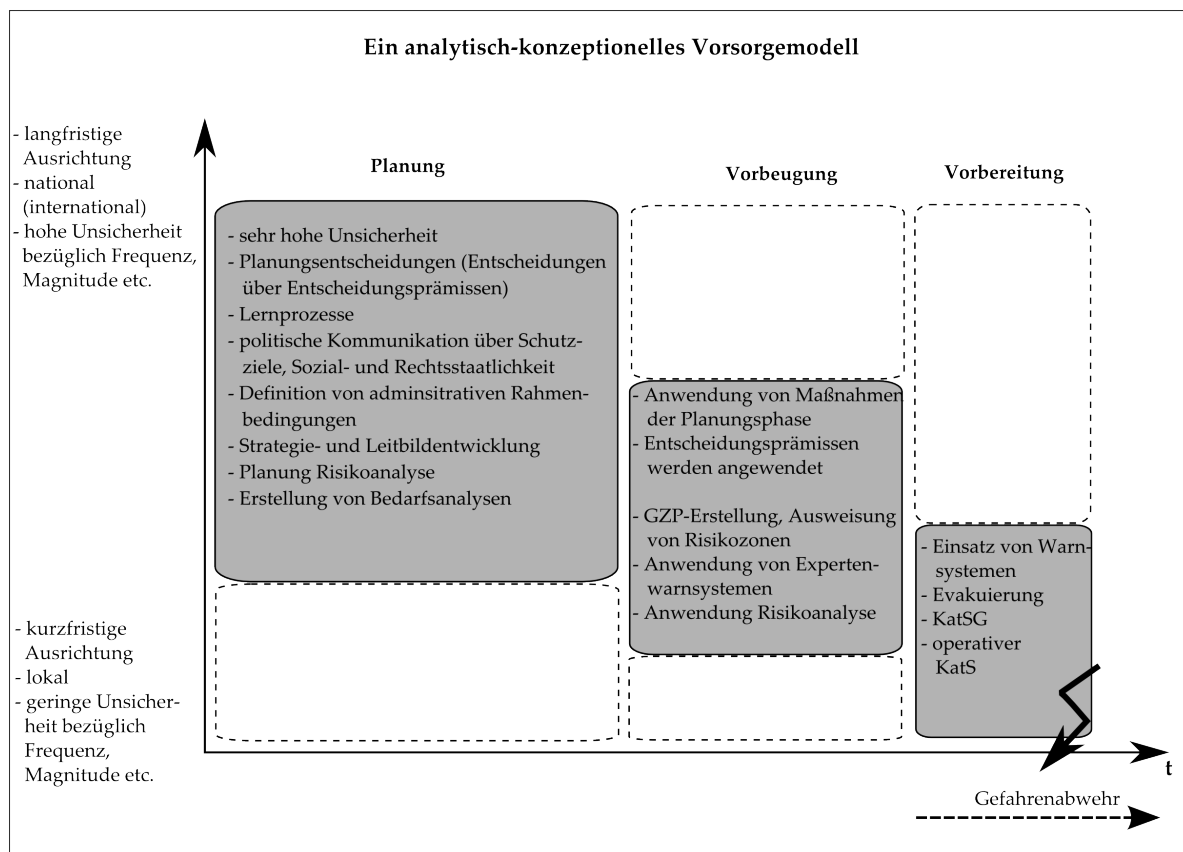 Ein analytisch-konzeptionelles Vorsorgemodell
- langfristige
Ausrichtung
- national
(international)
- hohe Unsicherheit
bezüglich Frequenz,
Magnitude etc.
- kurzfristige
Ausrichtung
- lokal
- geringe Unsicher-
heit bezüglich
Frequenz,
Magnitude etc.
Planung
- sehr hohe Unsicherheit
- Planungsentscheidungen (Entscheidungen
über Entscheidungsprämissen)
- Lernprozesse
- politische Kommunikation über Schutz-
ziele, Sozial- und Rechtsstaatlichkeit
- Definition von adminsitrativen Rahmen-
bedingungen
- Strategie- und Leitbildentwicklung
- Planung Risikoanalyse
- Erstellung von Bedarfsanalysen
Vorbeugung
- Anwendung von Maßnahmen
der Planungsphase
- Entscheidungsprämissen
werden angewendet
- GZP-Erstellung, Ausweisung
von Risikozonen
- Anwendung von Experten-
warnsystemen
- Anwendung Risikoanalyse
Vorbereitung
- Einsatz von Warn-
systemen
- Evakuierung
- KatSG
- operativer
KatS
t
Gefahrenabwehr